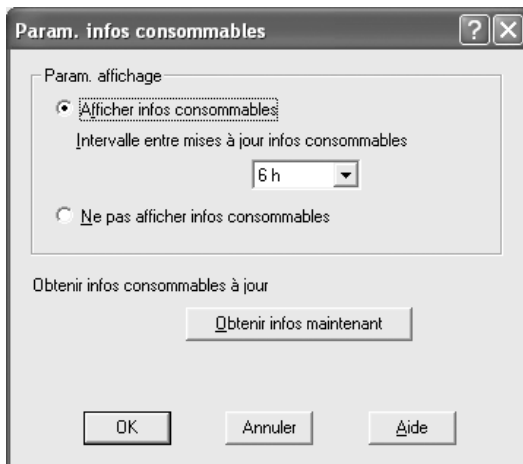 Param. infos consommables
Param. affichage
Afficher infos consommables
Intervalle entre mises à jour infos consommables
6 h
Ne pas afficher infos consommables
Obtenir infos consommables à jour
Obtenir infos maintenant
OK Annuler Aide